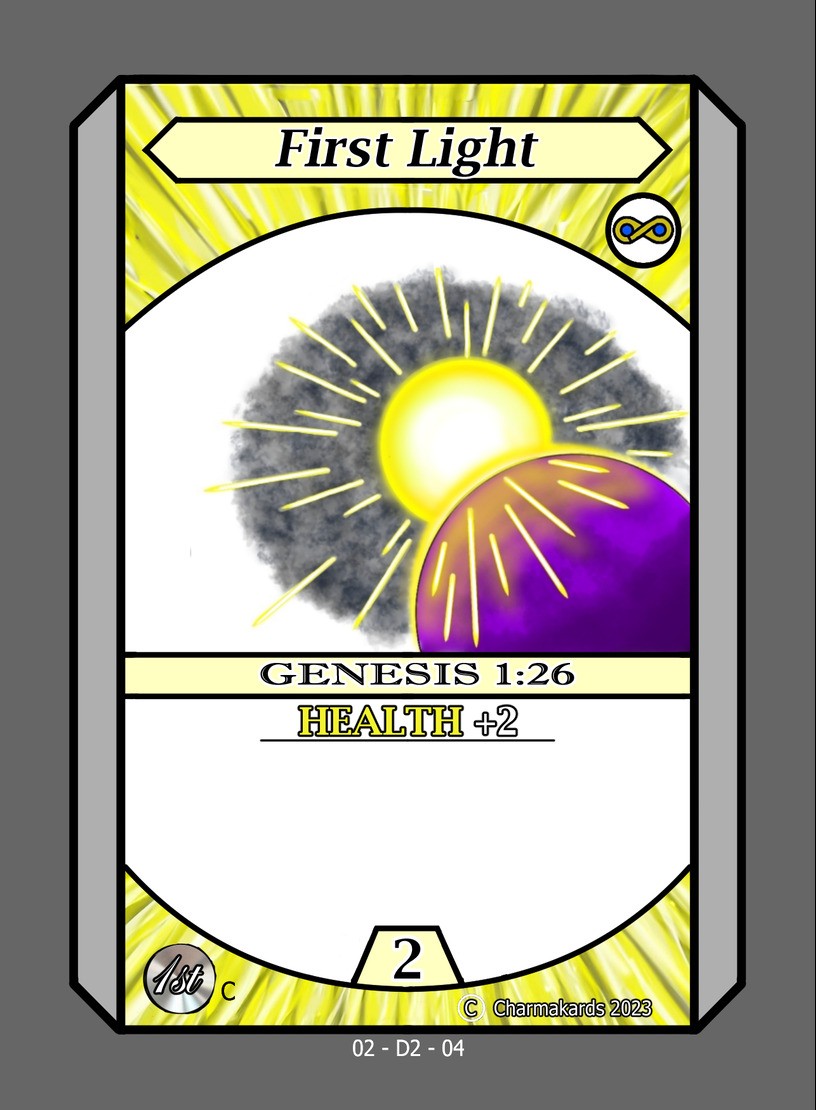 First Light
GENESIS 1:26
HEALTH +2
2
1st C
© Charmakards 2023
02 - D2 - 04